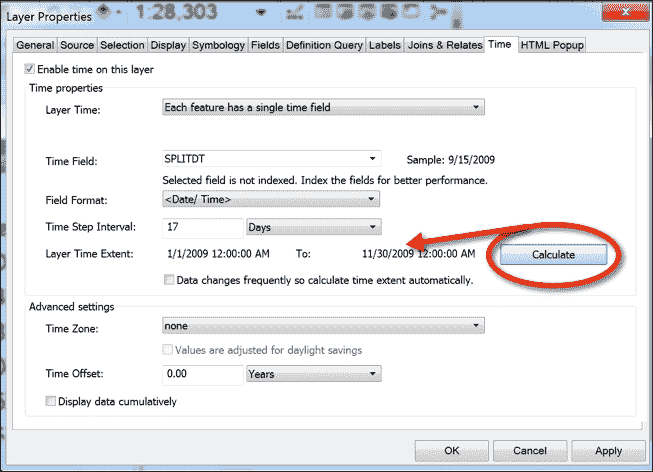 1:28,303
Layer Properties
General Source Selection Display Symbology Fields Definition Query Labels Joins & Relates Time HTML Popup
Enable time on this layer
Time properties
Layer Time: Each feature has a single time field
Time Field: SPLITDT Sample: 9/15/2009
Selected field is not indexed. Index the fields for better performance.
Field Format: <Date/ Time>
Time Step Interval: 17 Days
Layer Time Extent: 1/1/2009 12:00:00 AM To: 11/30/2009 12:00:00 AM Calculate
Data changes frequently so calculate time extent automatically.
Advanced settings
Time Zone: none
Values are adjusted for daylight savings
Time Offset: 0.00 Years
Display data cumulatively
OK Cancel Apply